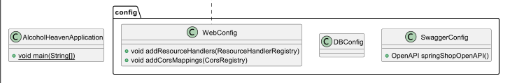 config
C AlcoholHeavenApplication
void main(String[])
C WebConfig
void addResourceHandlers(ResourceHandlerRegistry)
void addCorsMappings(CorsRegistry)
C DBConfig
C SwaggerConfig
OpenAPI springShopOpenAPI()